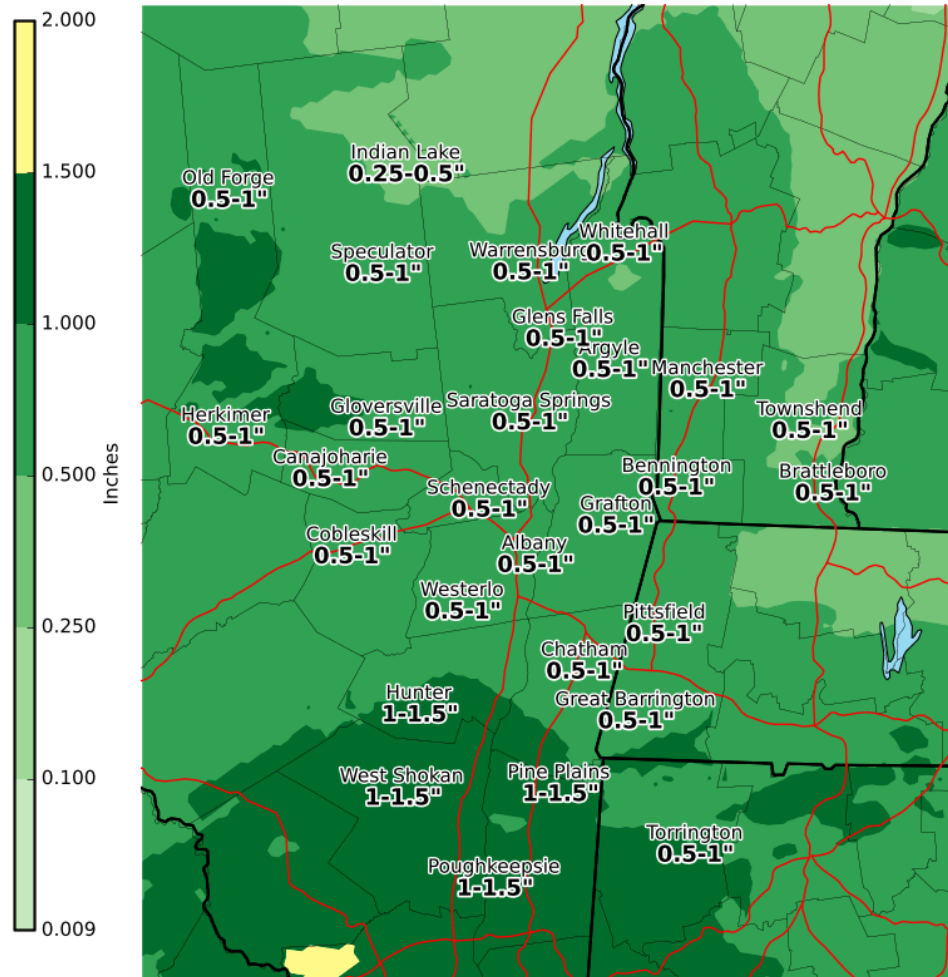 2.000
1.500
1.000
0.500
0.250
0.100
0.009
Inches
Indian Lake
0.25-0.5"
Old Forge
0.5-1"
Whitehall
0.5-1"
Speculator
0.5-1"
Warrensburg
0.5-1"
Glens Falls
0.5-1"
Argyle
0.5-1"
Manchester
0.5-1"
Saratoga Springs
0.5-1"
Gloversville
0.5-1"
Herkimer
0.5-1"
Townshend
0.5-1"
Canajoharie
0.5-1"
Bennington
0.5-1"
Brattleboro
0.5-1"
Schenectady
0.5-1"
Grafton
0.5-1"
Cobleskill
0.5-1"
Albany
0.5-1"
Westerlo
0.5-1"
Pittsfield
0.5-1"
Chatham
0.5-1"
Hunter
1-1.5"
Great Barrington
0.5-1"
West Shokan
1-1.5"
Pine Plains
1-1.5"
Torrington
0.5-1"
Poughkeepsie
1-1.5"